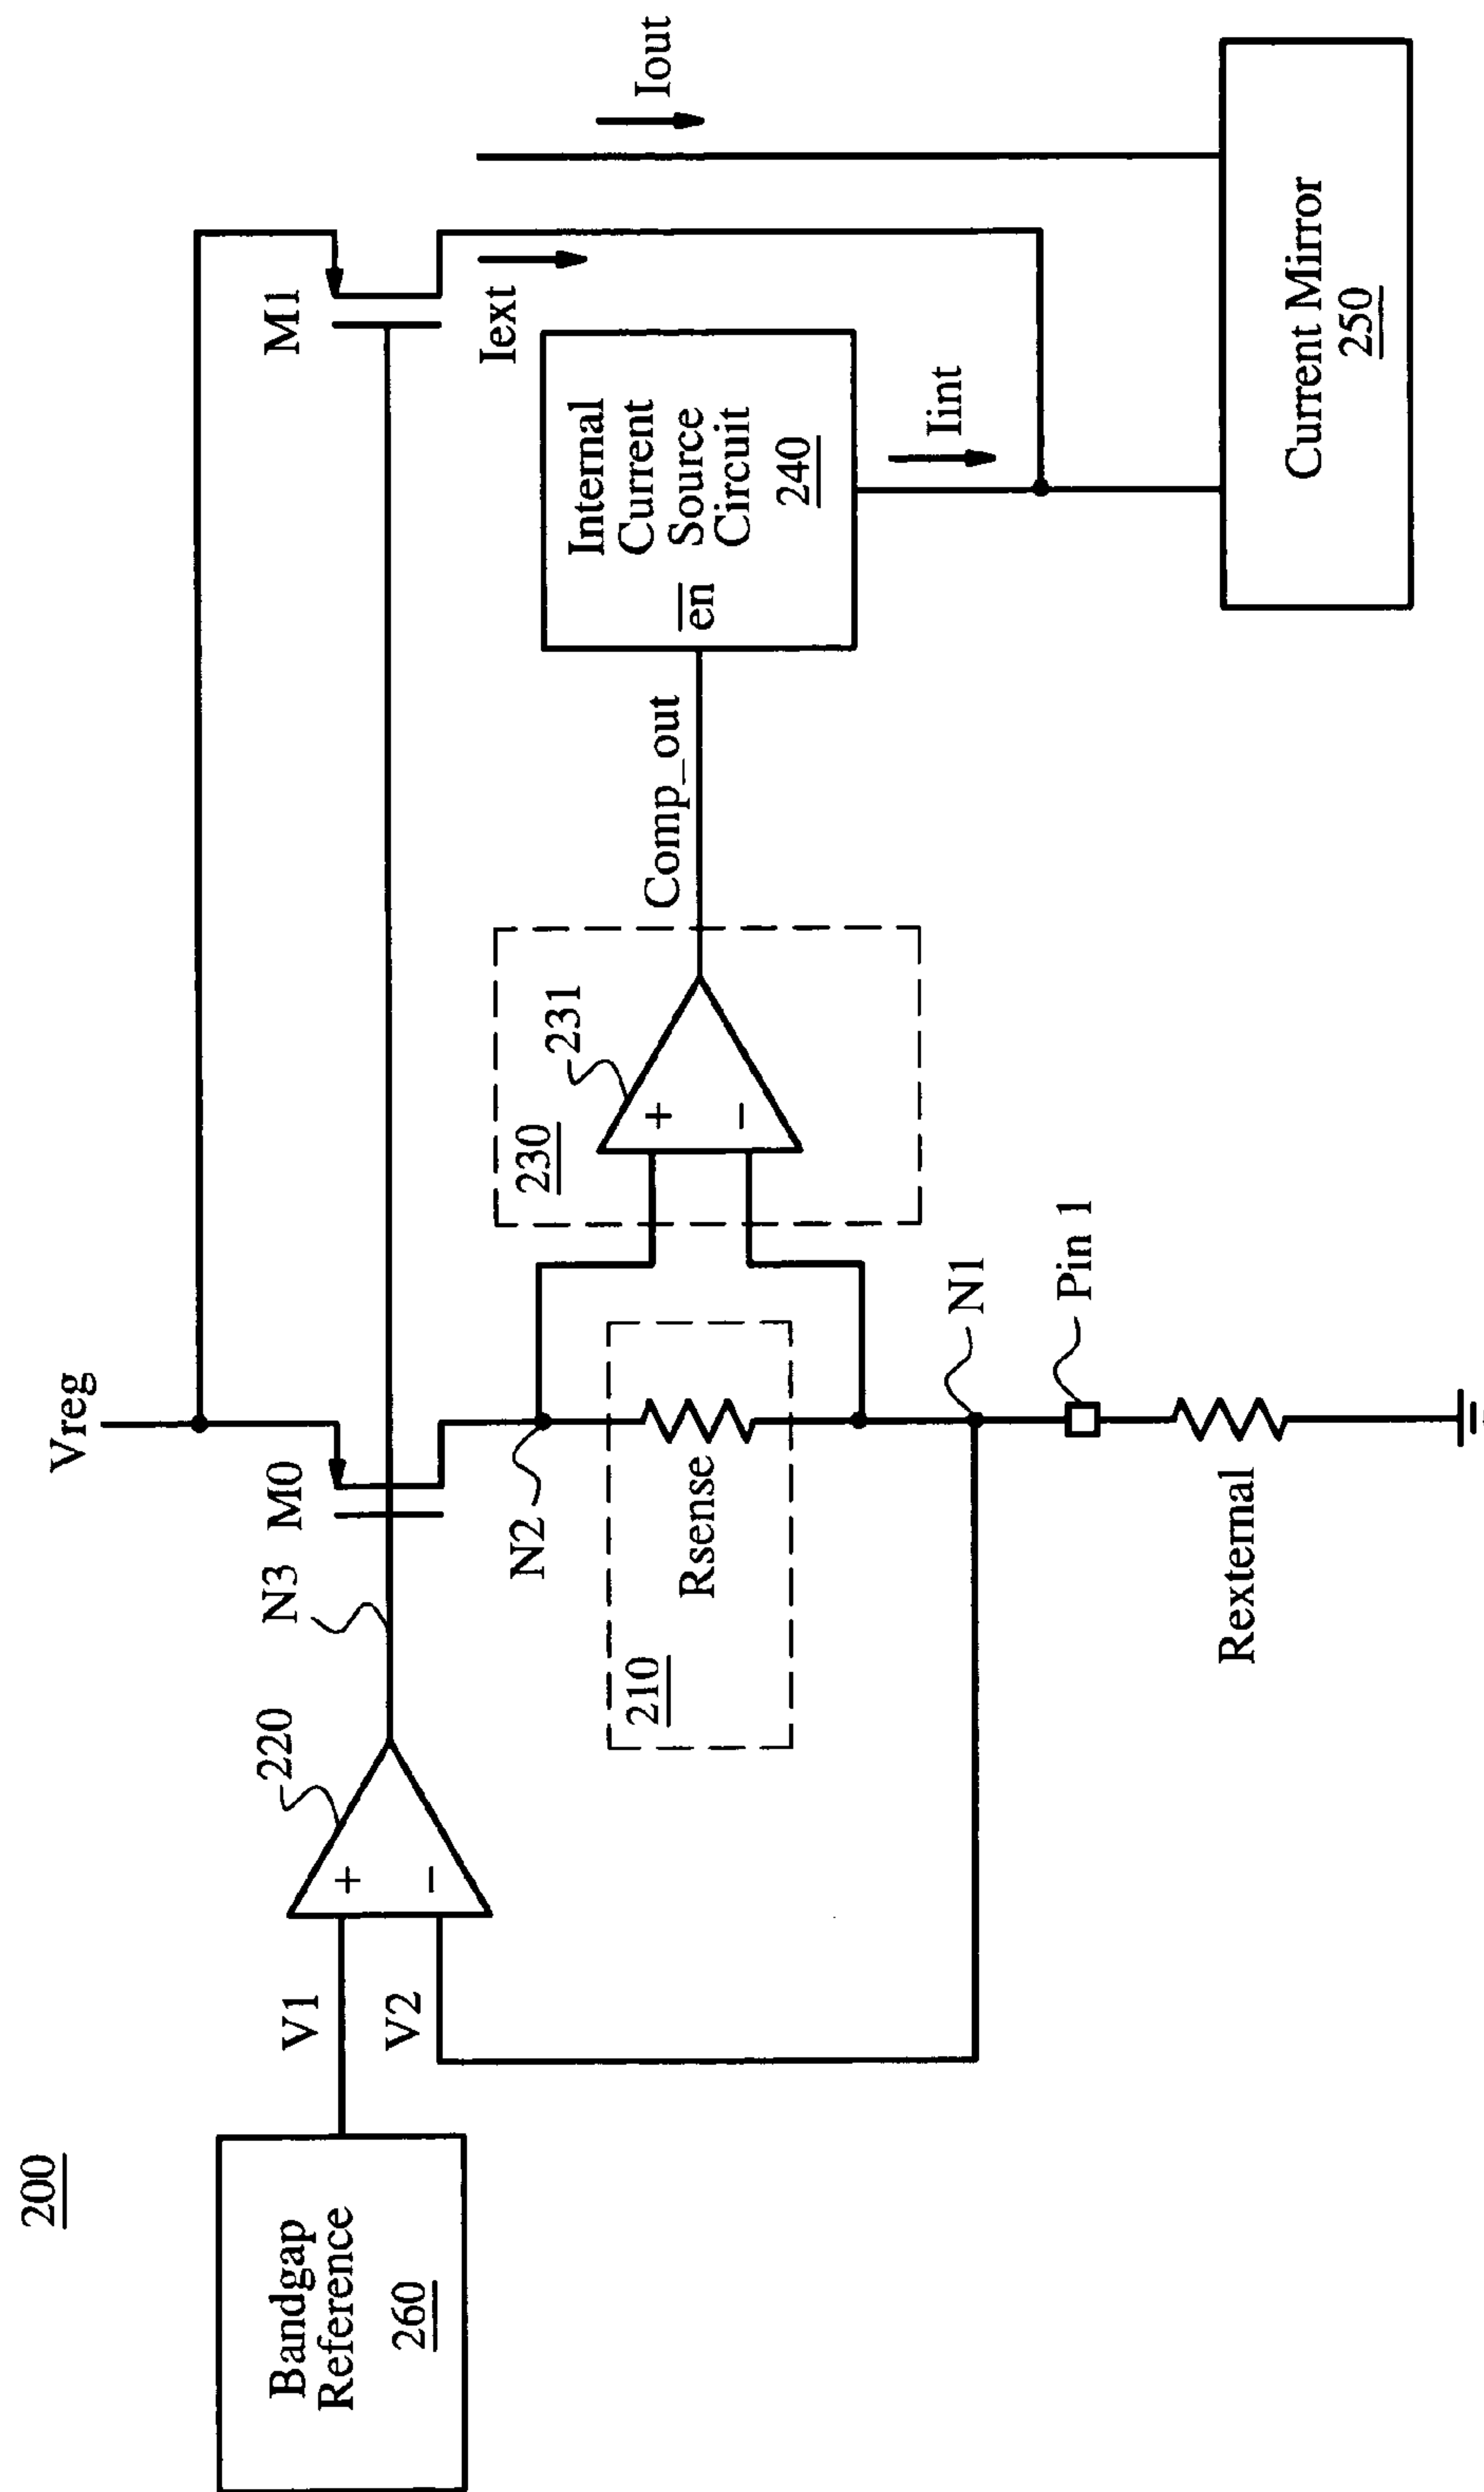 200
Bandgap
Reference
260
V1
V2
+
−
220
N3
M0
Vreg
N2
210
Rsense
N1
Pin 1
Rexternal
230
231
+
−
Comp_out
en
Internal
Current
Source
Circuit
240
M1
Iext
Iint
Iout
Current Mirror
250